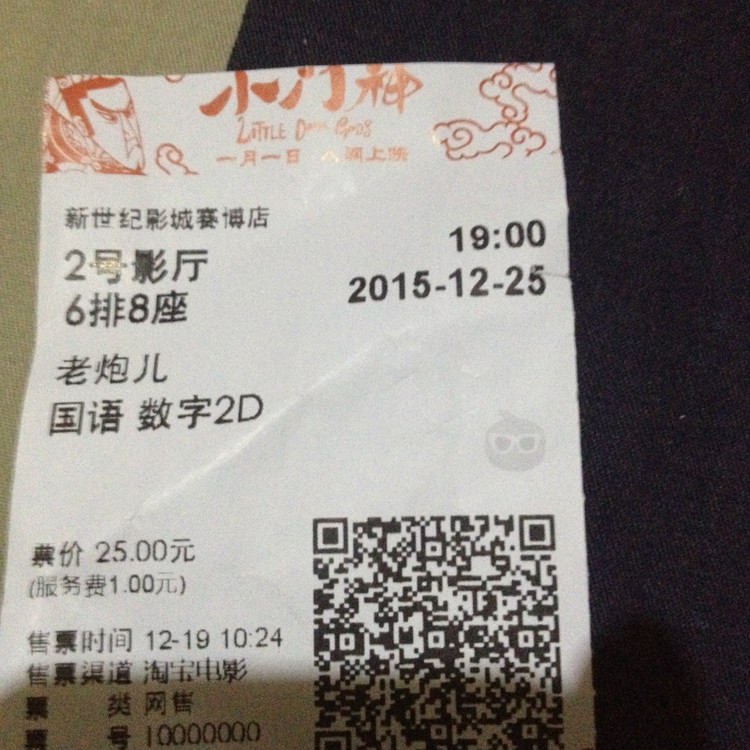 小门神
LITTLE DOOR GODS
一月一日 八闹上映
新世纪影城赛博店
19:00
2号影厅
2015-12-25
6排8座
老炮儿
国语 数字2D
票价 25.00元
(服务费1.00元)
售票时间 12-19 10:24
售票渠道 淘宝电影
票 类 网售
票 号 10000000